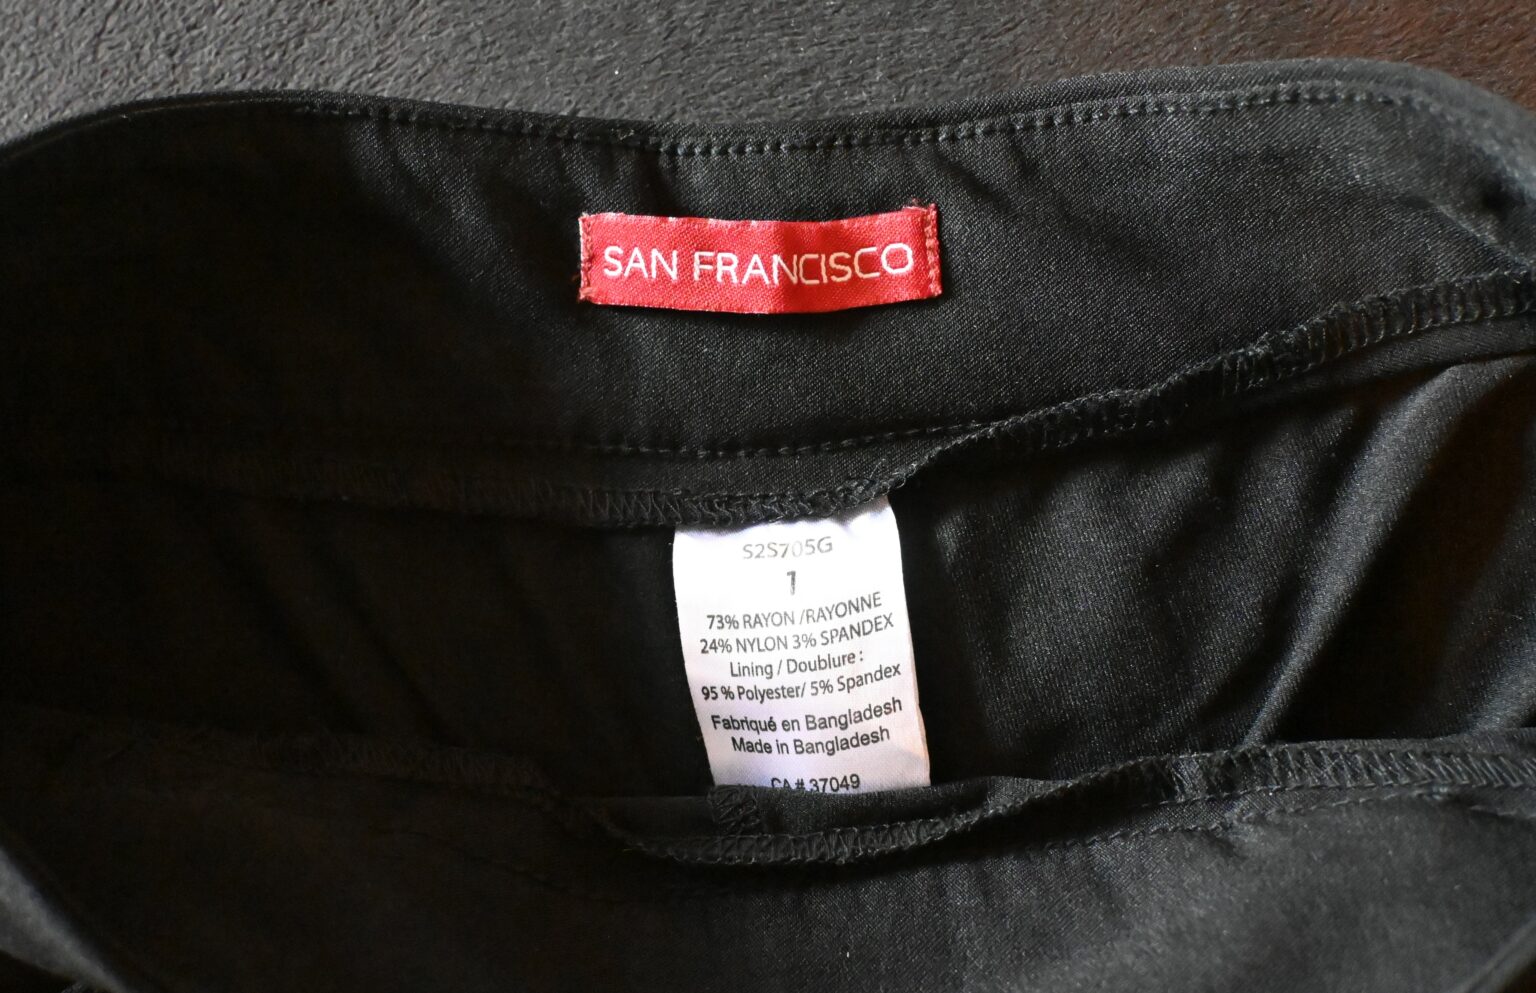 SAN FRANCISCO
S2S705G
1
73% RAYON /RAYONNE
24% NYLON 3% SPANDEX
Lining / Doublure :
95 % Polyester/ 5% Spandex
Fabriqué en Bangladesh
Made in Bangladesh
CA # 37049